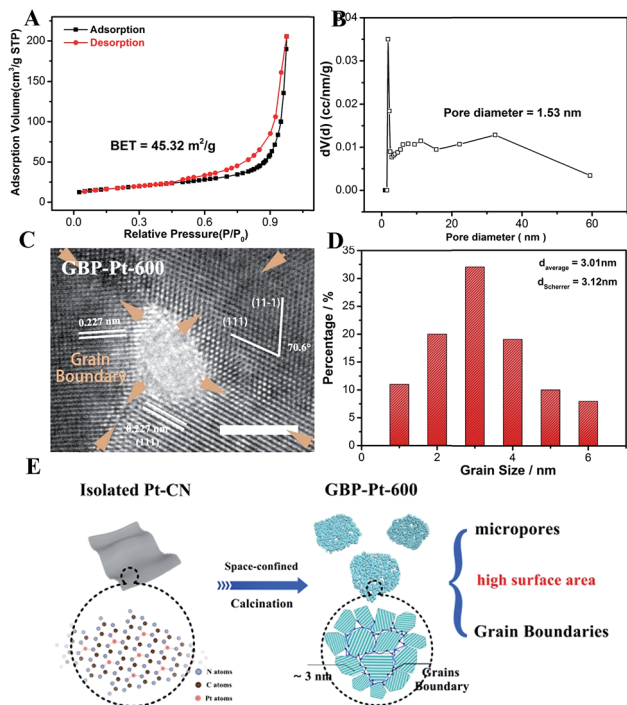 A
Adsorption Volume(cm³/g STP)
200
150
100
50
0
Adsorption
Desorption
BET = 45.32 m²/g
0.0 0.3 0.6 0.9 1.2
Relative Pressure(P/P₀)
B
dV(d) (cc/nm/g)
0.04
0.03
0.02
0.01
0.00
Pore diameter = 1.53 nm
0 20 40 60
Pore diameter ( nm )
C
GBP-Pt-600
0.227 nm
Grain
Boundary
(11-1)
(111)
70.6°
0.227 nm
(111)
D
Percentage / %
35
30
25
20
15
10
5
0
d average = 3.01nm
d Scherrer = 3.12nm
2 4 6
Grain Size / nm
E
Isolated Pt-CN
N atoms
C atoms
Pt atoms
Space-confined
Calcination
GBP-Pt-600
~ 3 nm
Grains
Boundary
micropores
high surface area
Grain Boundaries